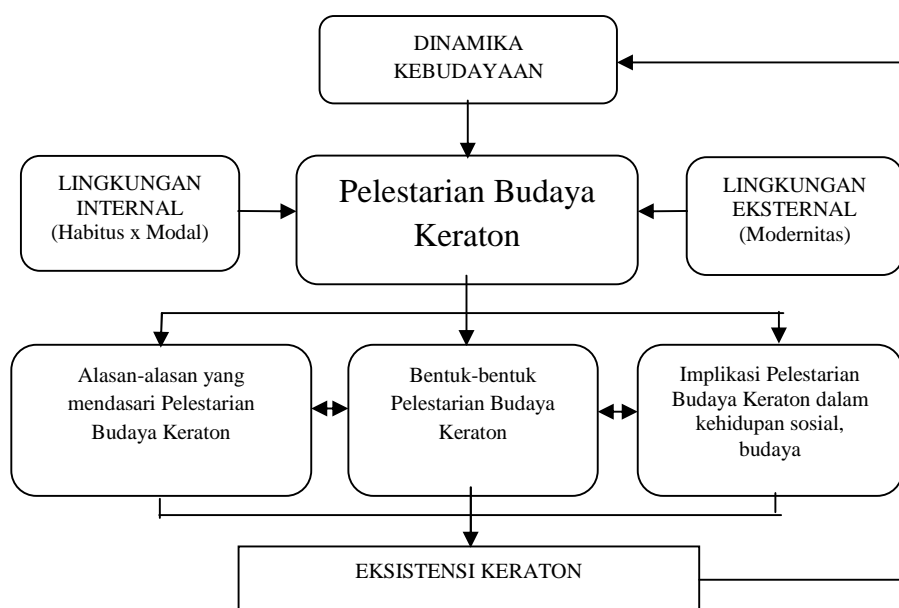 DINAMIKA
KEBUDAYAAN
LINGKUNGAN
INTERNAL
(Habitus x Modal)
Pelestarian Budaya
Keraton
LINGKUNGAN
EKSTERNAL
(Modernitas)
Alasan-alasan yang
mendasari Pelestarian
Budaya Keraton
Bentuk-bentuk
Pelestarian Budaya
Keraton
Implikasi Pelestarian
Budaya Keraton dalam
kehidupan sosial,
budaya
EKSISTENSI KERATON